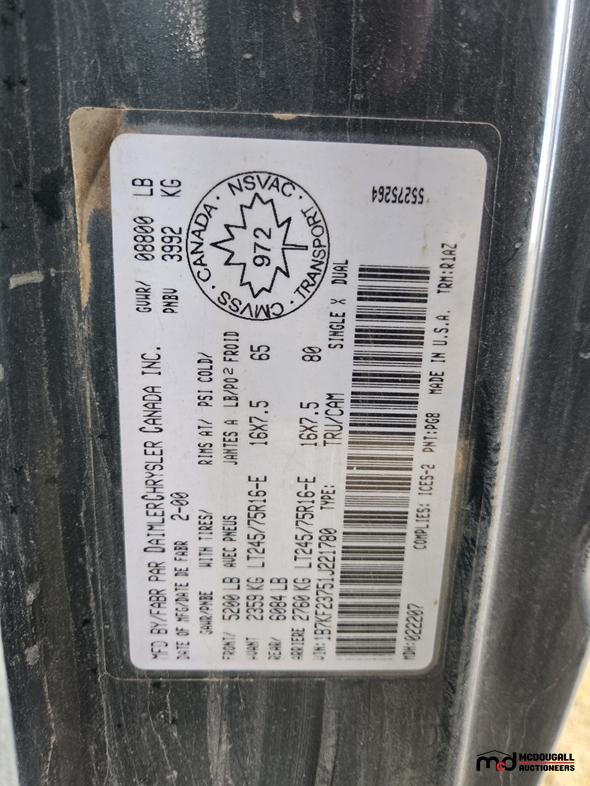 MFD BY/FABR PAR DAIMLERCHRYSLER CANADA INC.
DATE OF MFG/DATE DE FABR 2-00
GVWR/ 08800 LB
PNBV 3992 KG
GAWR/PNBE WITH TIRES/ RIMS AT/ PSI COLD/
FRONT/ 5200 LB AVEC PNEUS JANTES A LB/PO2 FROID
AVANT 2359 KG LT245/75R16-E 16X7.5 65
REAR/ 6084 LB
ARRIERE 2760 KG LT245/75R16-E 16X7.5 80
VIN:1B7KF23751J221780 TYPE: TRU/CAM SINGLE X DUAL
COMPLIES: ICES-2 PNT:PG8 MADE IN U.S.A. TRM:R1AZ
MDH:022207
CANADA · NSVAC · TRANSPORT · CMVSS ·
972
55275264
McD MCDOUGALL
AUCTIONEERS